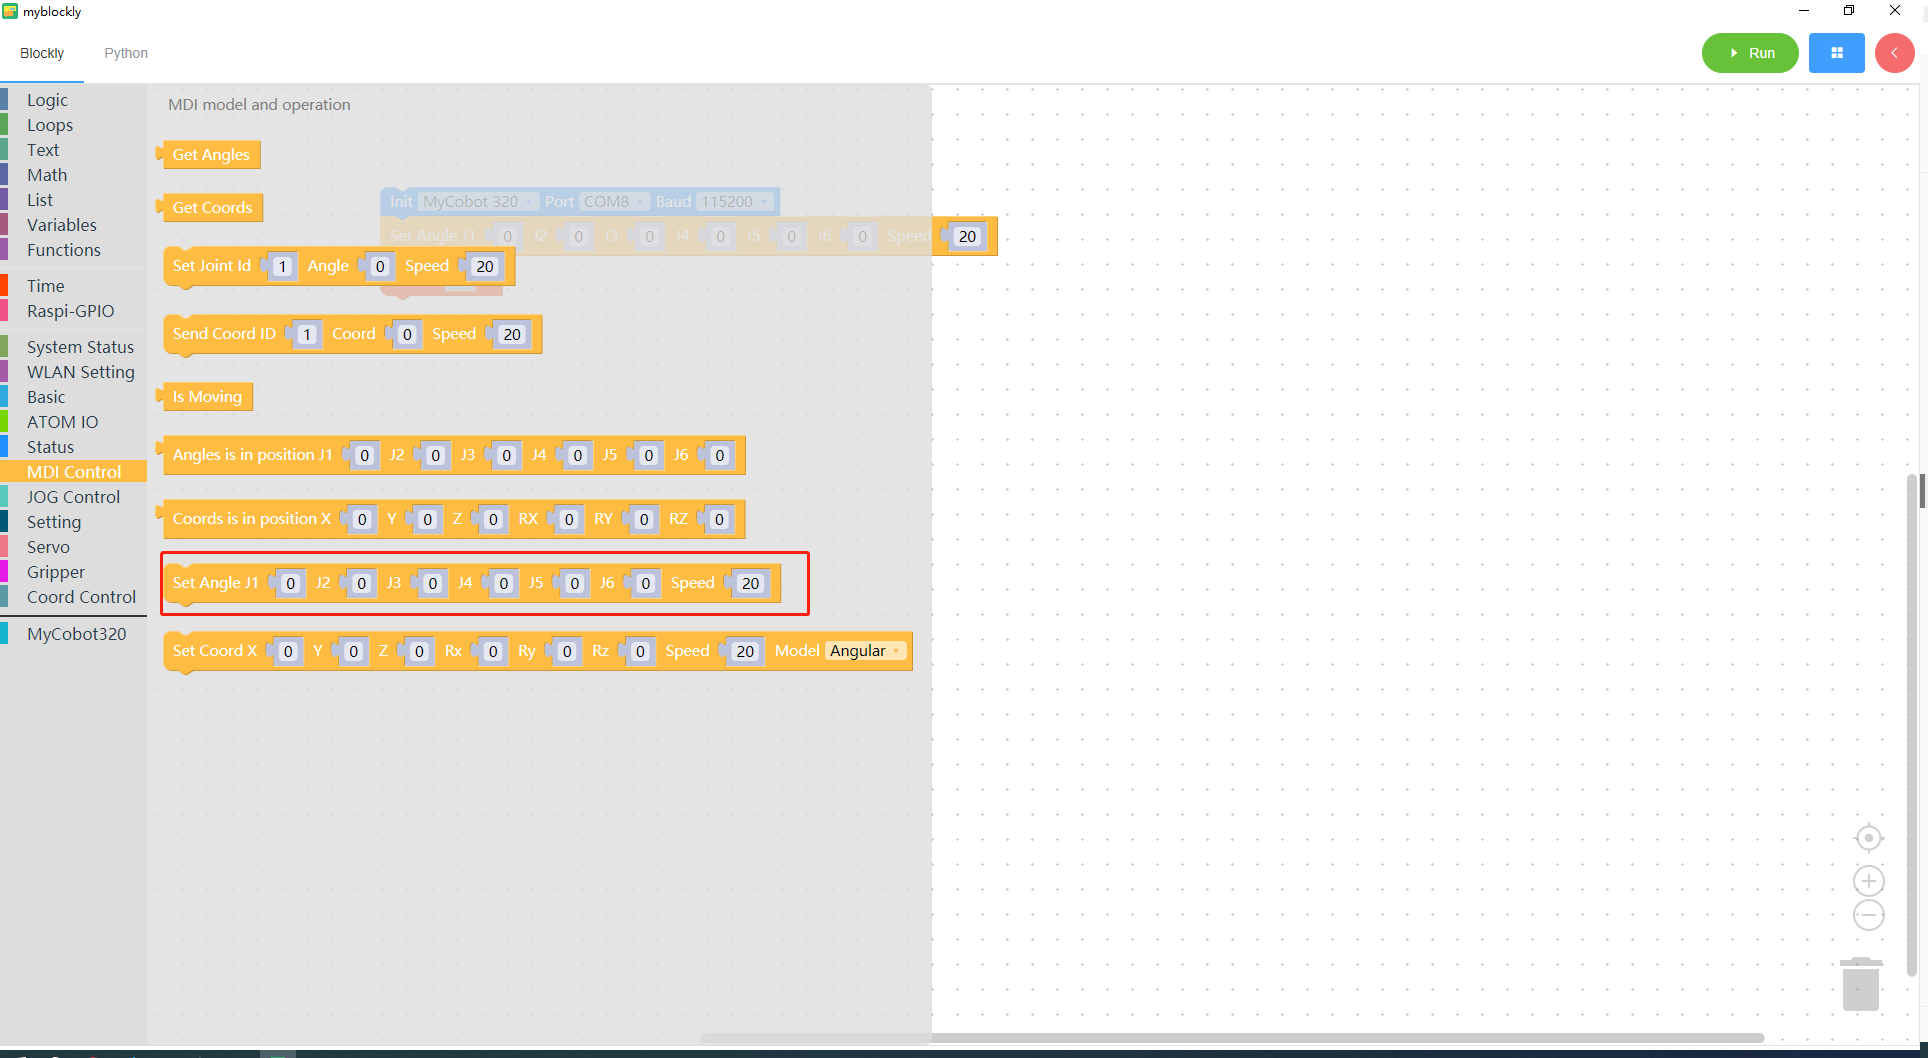 myblockly
Blockly Python Run
Logic
Loops
Text
Math
List
Variables
Functions
Time
Raspi-GPIO
System Status
WLAN Setting
Basic
ATOM IO
Status
MDI Control
JOG Control
Setting
Servo
Gripper
Coord Control
MyCobot320
MDI model and operation
Get Angles
Get Coords
Init MyCobot 320 Port COM8 Baud 115200
Set Angle J1 0 J2 0 J3 0 J4 0 J5 0 J6 0 Speed 20
Set Joint Id 1 Angle 0 Speed 20
Send Coord ID 1 Coord 0 Speed 20
Is Moving
Angles is in position J1 0 J2 0 J3 0 J4 0 J5 0 J6 0
Coords is in position X 0 Y 0 Z 0 RX 0 RY 0 RZ 0
Set Angle J1 0 J2 0 J3 0 J4 0 J5 0 J6 0 Speed 20
Set Coord X 0 Y 0 Z 0 Rx 0 Ry 0 Rz 0 Speed 20 Model Angular